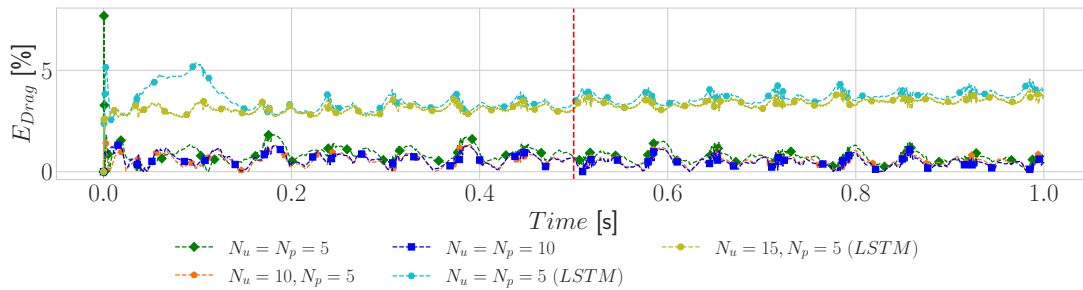 E_{Drag} [%]
5
0
0.0 0.2 0.4 0.6 0.8 1.0
Time [s]
N_u = N_p = 5
N_u = N_p = 10
N_u = 15, N_p = 5 (LSTM)
N_u = 10, N_p = 5
N_u = N_p = 5 (LSTM)